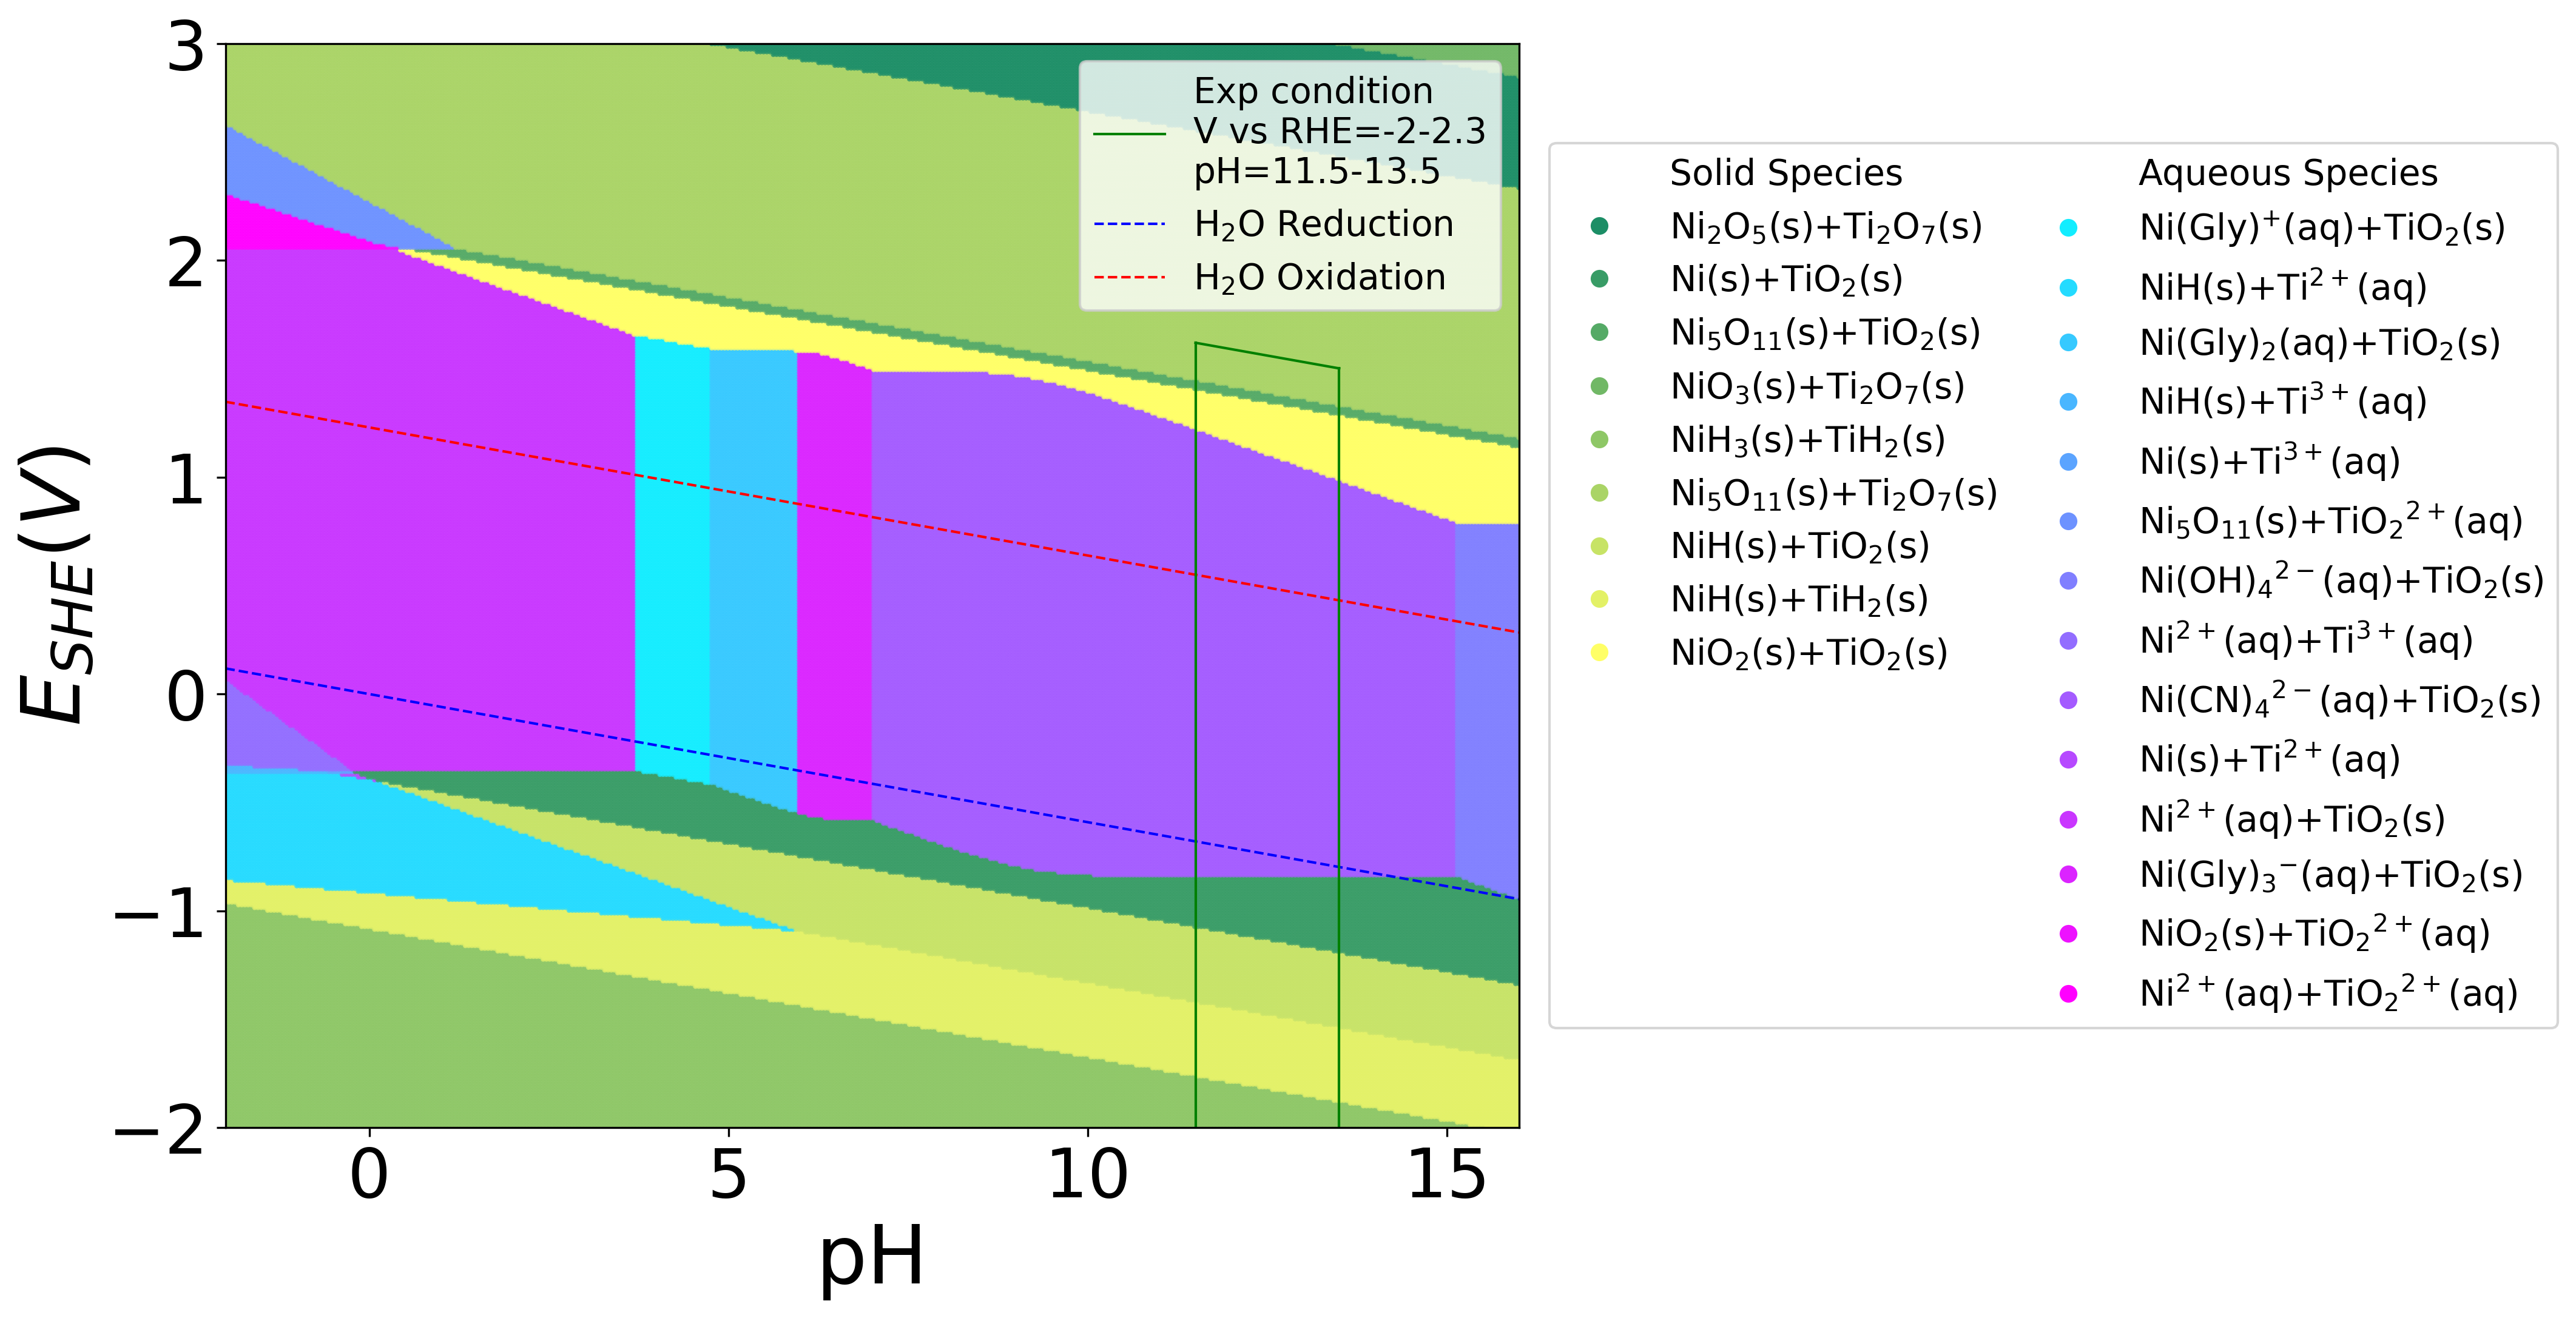 3
2
1
0
−1
−2
E_SHE(V)
0 5 10 15
pH
Exp condition
V vs RHE=-2-2.3
pH=11.5-13.5
H₂O Reduction
H₂O Oxidation
Solid Species
Ni₂O₅(s)+Ti₂O₇(s)
Ni(s)+TiO₂(s)
Ni₅O₁₁(s)+TiO₂(s)
NiO₃(s)+Ti₂O₇(s)
NiH₃(s)+TiH₂(s)
Ni₅O₁₁(s)+Ti₂O₇(s)
NiH(s)+TiO₂(s)
NiH(s)+TiH₂(s)
NiO₂(s)+TiO₂(s)
Aqueous Species
Ni(Gly)⁺(aq)+TiO₂(s)
NiH(s)+Ti²⁺(aq)
Ni(Gly)₂(aq)+TiO₂(s)
NiH(s)+Ti³⁺(aq)
Ni(s)+Ti³⁺(aq)
Ni₅O₁₁(s)+TiO₂²⁺(aq)
Ni(OH)₄²⁻(aq)+TiO₂(s)
Ni²⁺(aq)+Ti³⁺(aq)
Ni(CN)₄²⁻(aq)+TiO₂(s)
Ni(s)+Ti²⁺(aq)
Ni²⁺(aq)+TiO₂(s)
Ni(Gly)₃⁻(aq)+TiO₂(s)
NiO₂(s)+TiO₂²⁺(aq)
Ni²⁺(aq)+TiO₂²⁺(aq)